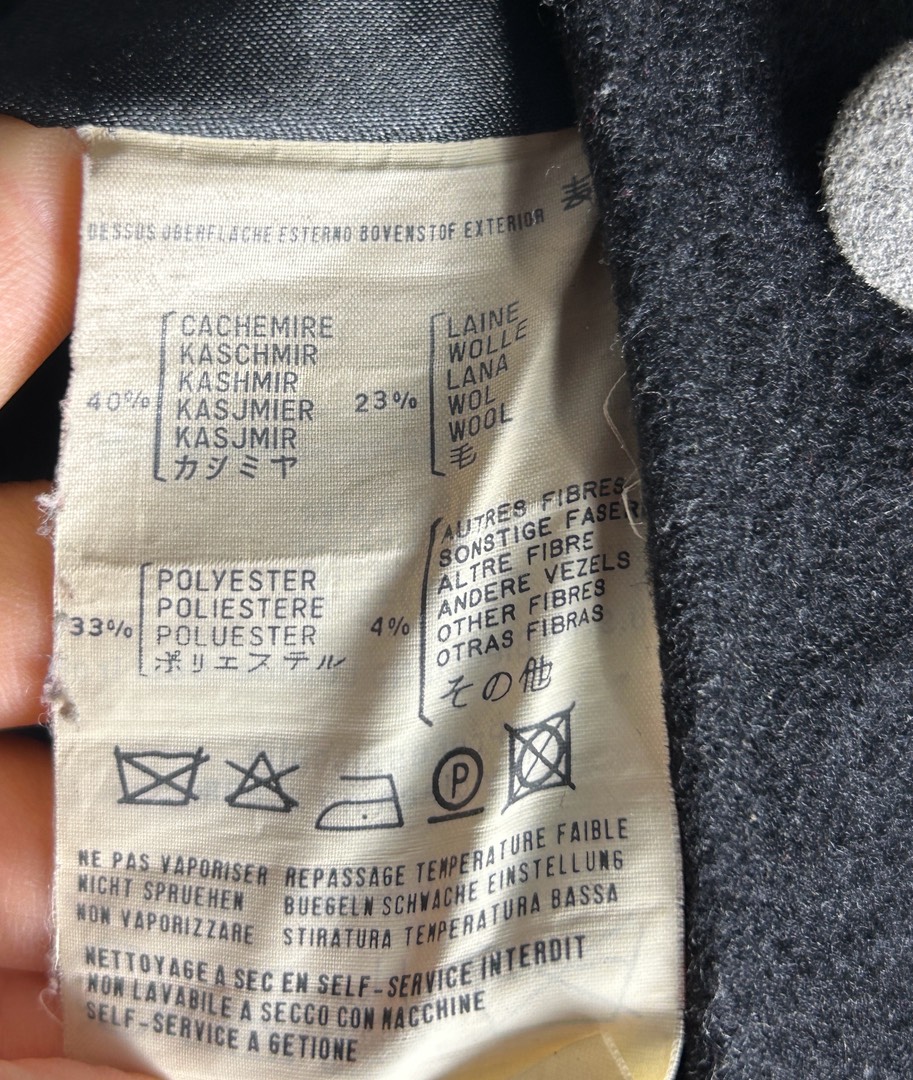 表
DESSUS OBERFLACHE ESTERNO BOVENSTOF EXTERIOR
40%
CACHEMIRE
KASCHMIR
KASHMIR
KASJMIER
KASJMIR
カシミヤ
23%
LAINE
WOLLE
LANA
WOL
WOOL
毛
33%
POLYESTER
POLIESTERE
POLUESTER
ポリエステル
4%
AUTRES FIBRES
SONSTIGE FASER
ALTRE FIBRE
ANDERE VEZELS
OTHER FIBRES
OTRAS FIBRAS
その他
P
NE PAS VAPORISER REPASSAGE TEMPERATURE FAIBLE
NICHT SPRUEHEN BUEGELN SCHWACHE EINSTELLUNG
NON VAPORIZZARE STIRATURA TEMPERATURA BASSA
NETTOYAGE A SEC EN SELF-SERVICE INTERDIT
NON LAVABILE A SECCO CON MACCHINE
SELF-SERVICE A GETIONE